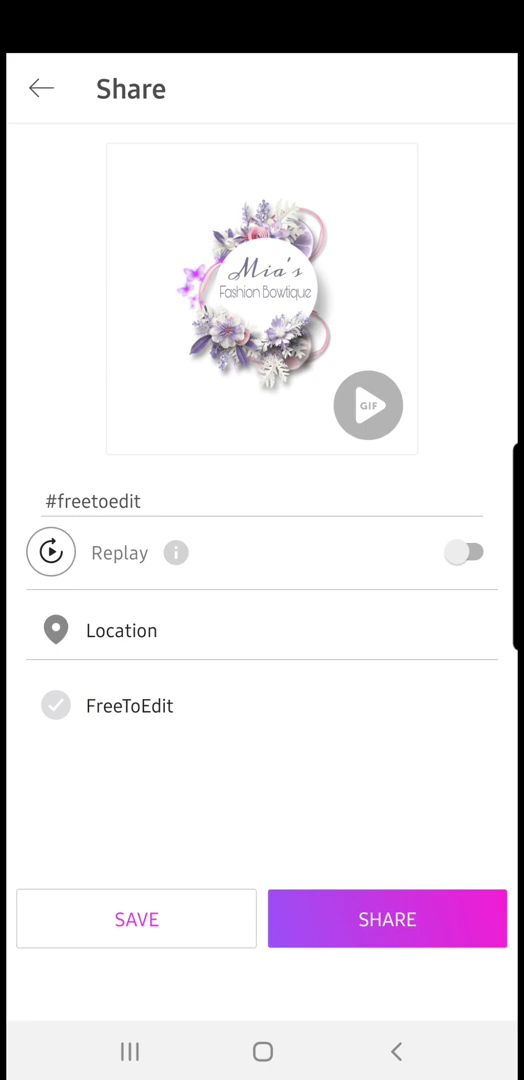 Share
Mia's
Fashion Bowtique
GIF
#freetoedit
Replay
Location
FreeToEdit
SAVE
SHARE